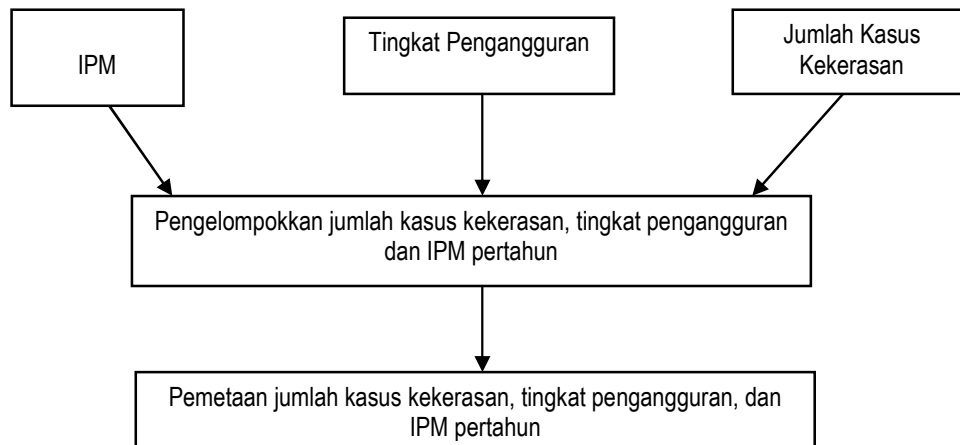 IPM
Tingkat Pengangguran
Jumlah Kasus
Kekerasan
Pengelompokkan jumlah kasus kekerasan, tingkat pengangguran
dan IPM pertahun
Pemetaan jumlah kasus kekerasan, tingkat pengangguran, dan
IPM pertahun